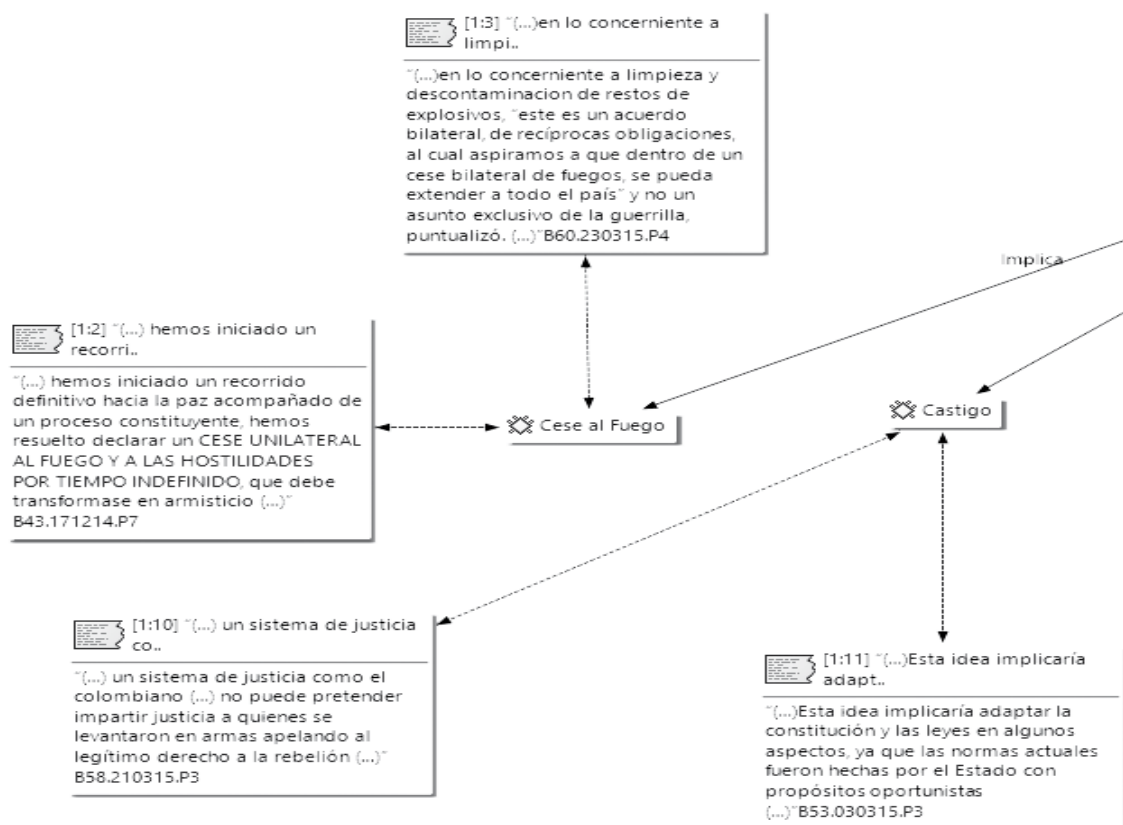 [1:3] ¨(...)en lo concerniente a
limpi..
¨(...)en lo concerniente a limpieza y
descontaminacion de restos de
explosivos, ¨este es un acuerdo
bilateral, de recíprocas obligaciones,
al cual aspiramos a que dentro de un
cese bilateral de fuegos, se pueda
extender a todo el país¨ y no un
asunto exclusivo de la guerrilla,
puntualizó. (...)¨B60.230315.P4
Implica
[1:2] ¨(...) hemos iniciado un
recorri..
¨(...) hemos iniciado un recorrido
definitivo hacia la paz acompañado de
un proceso constituyente, hemos
resuelto declarar un CESE UNILATERAL
AL FUEGO Y A LAS HOSTILIDADES
POR TIEMPO INDEFINIDO, que debe
transformase en armisticio (...)¨
B43.171214.P7
Cese al Fuego
Castigo
[1:10] ¨(...) un sistema de justicia
co..
¨(...) un sistema de justicia como el
colombiano (...) no puede pretender
impartir justicia a quienes se
levantaron en armas apelando al
legítimo derecho a la rebelión (...)¨
B58.210315.P3
[1:11] ¨(...)Esta idea implicaría
adapt..
¨(...)Esta idea implicaría adaptar la
constitución y las leyes en algunos
aspectos, ya que las normas actuales
fueron hechas por el Estado con
propósitos oportunistas
(...)¨B53.030315.P3